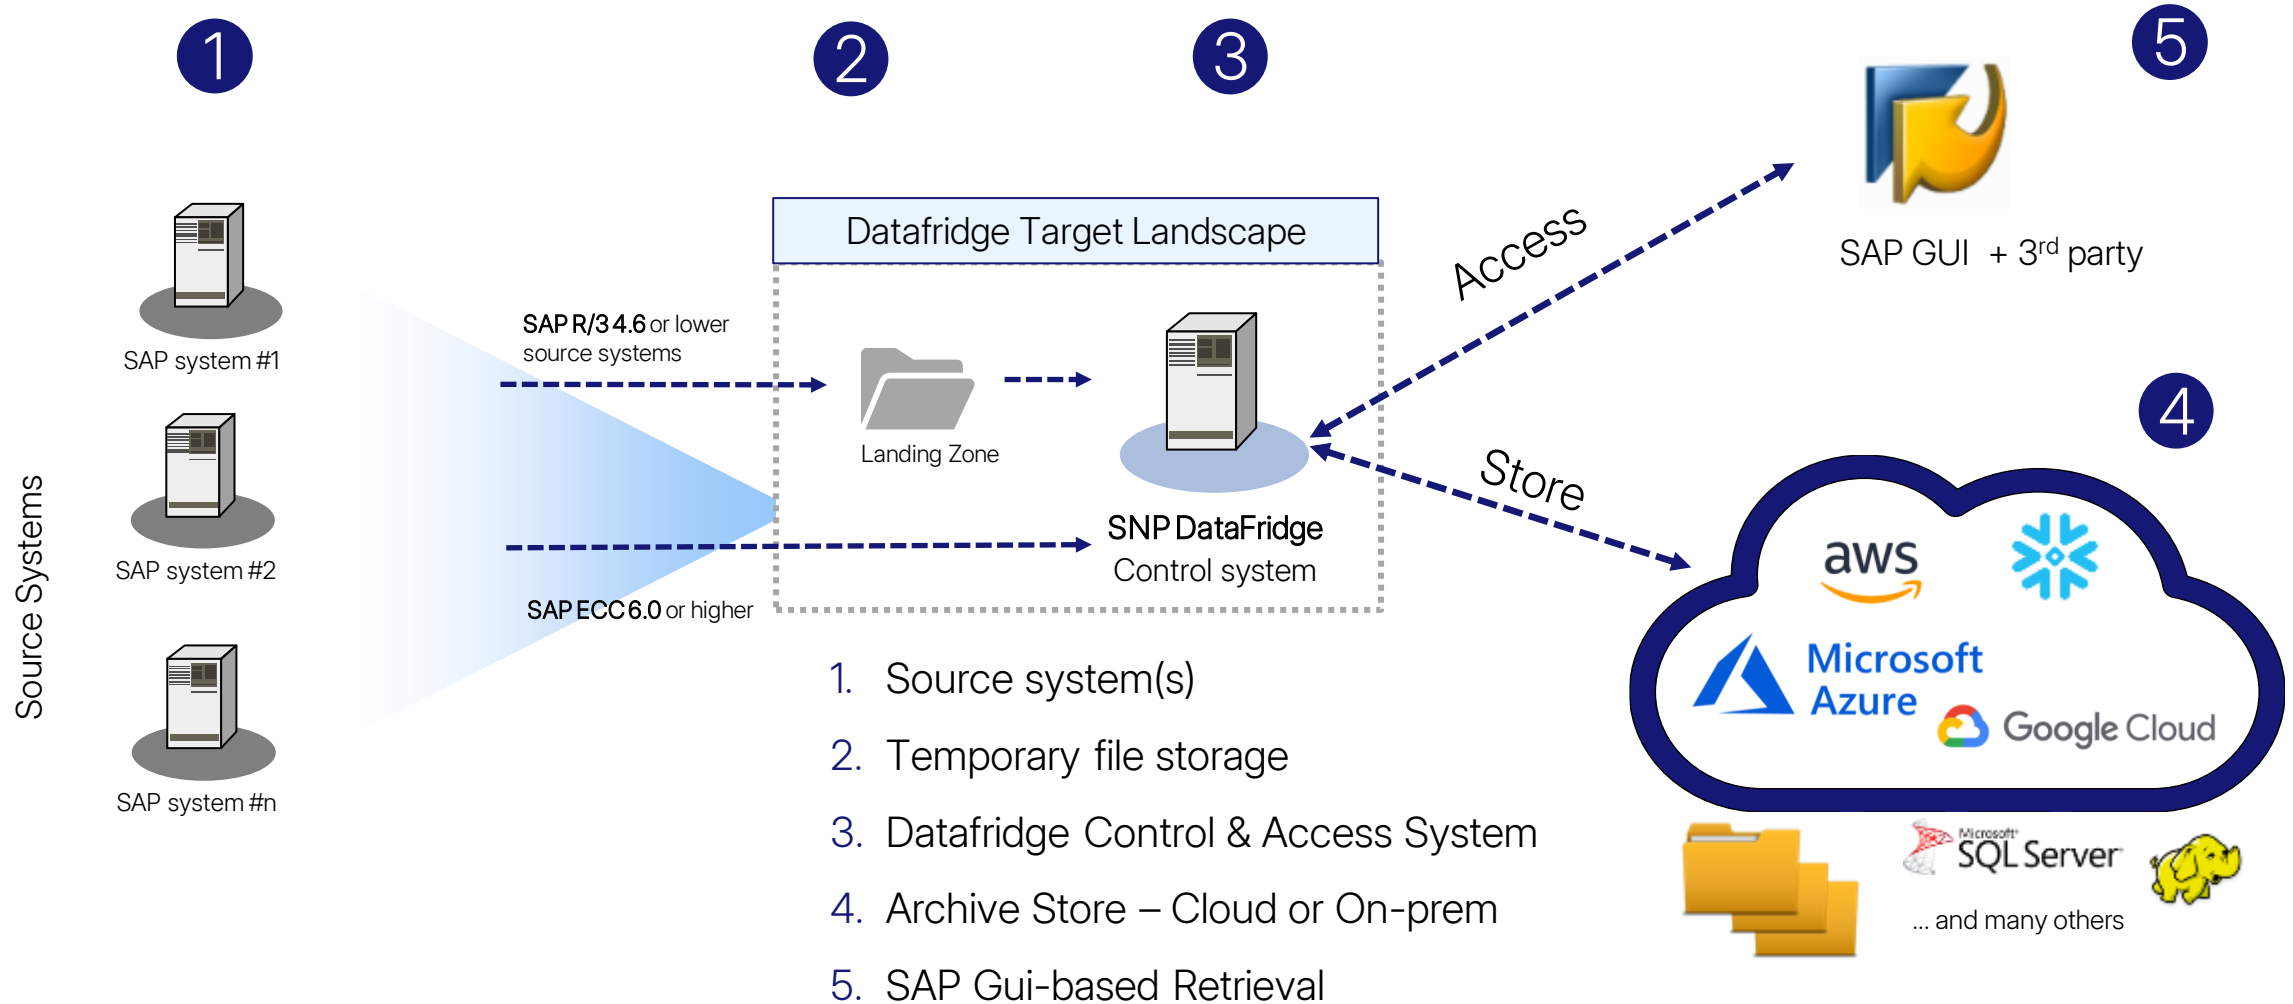 1
2
3
5
Datafridge Target Landscape
Access
SAP GUI + 3rd party
SAP R/3 4.6 or lower
source systems
SAP system #1
4
Landing Zone
Store
Source Systems
SNP DataFridge
Control system
SAP system #2
SAP ECC 6.0 or higher
aws
Microsoft
Azure
Google Cloud
SAP system #n
1. Source system(s)
2. Temporary file storage
3. Datafridge Control & Access System
4. Archive Store – Cloud or On-prem
5. SAP Gui-based Retrieval
Microsoft
SQL Server
... and many others